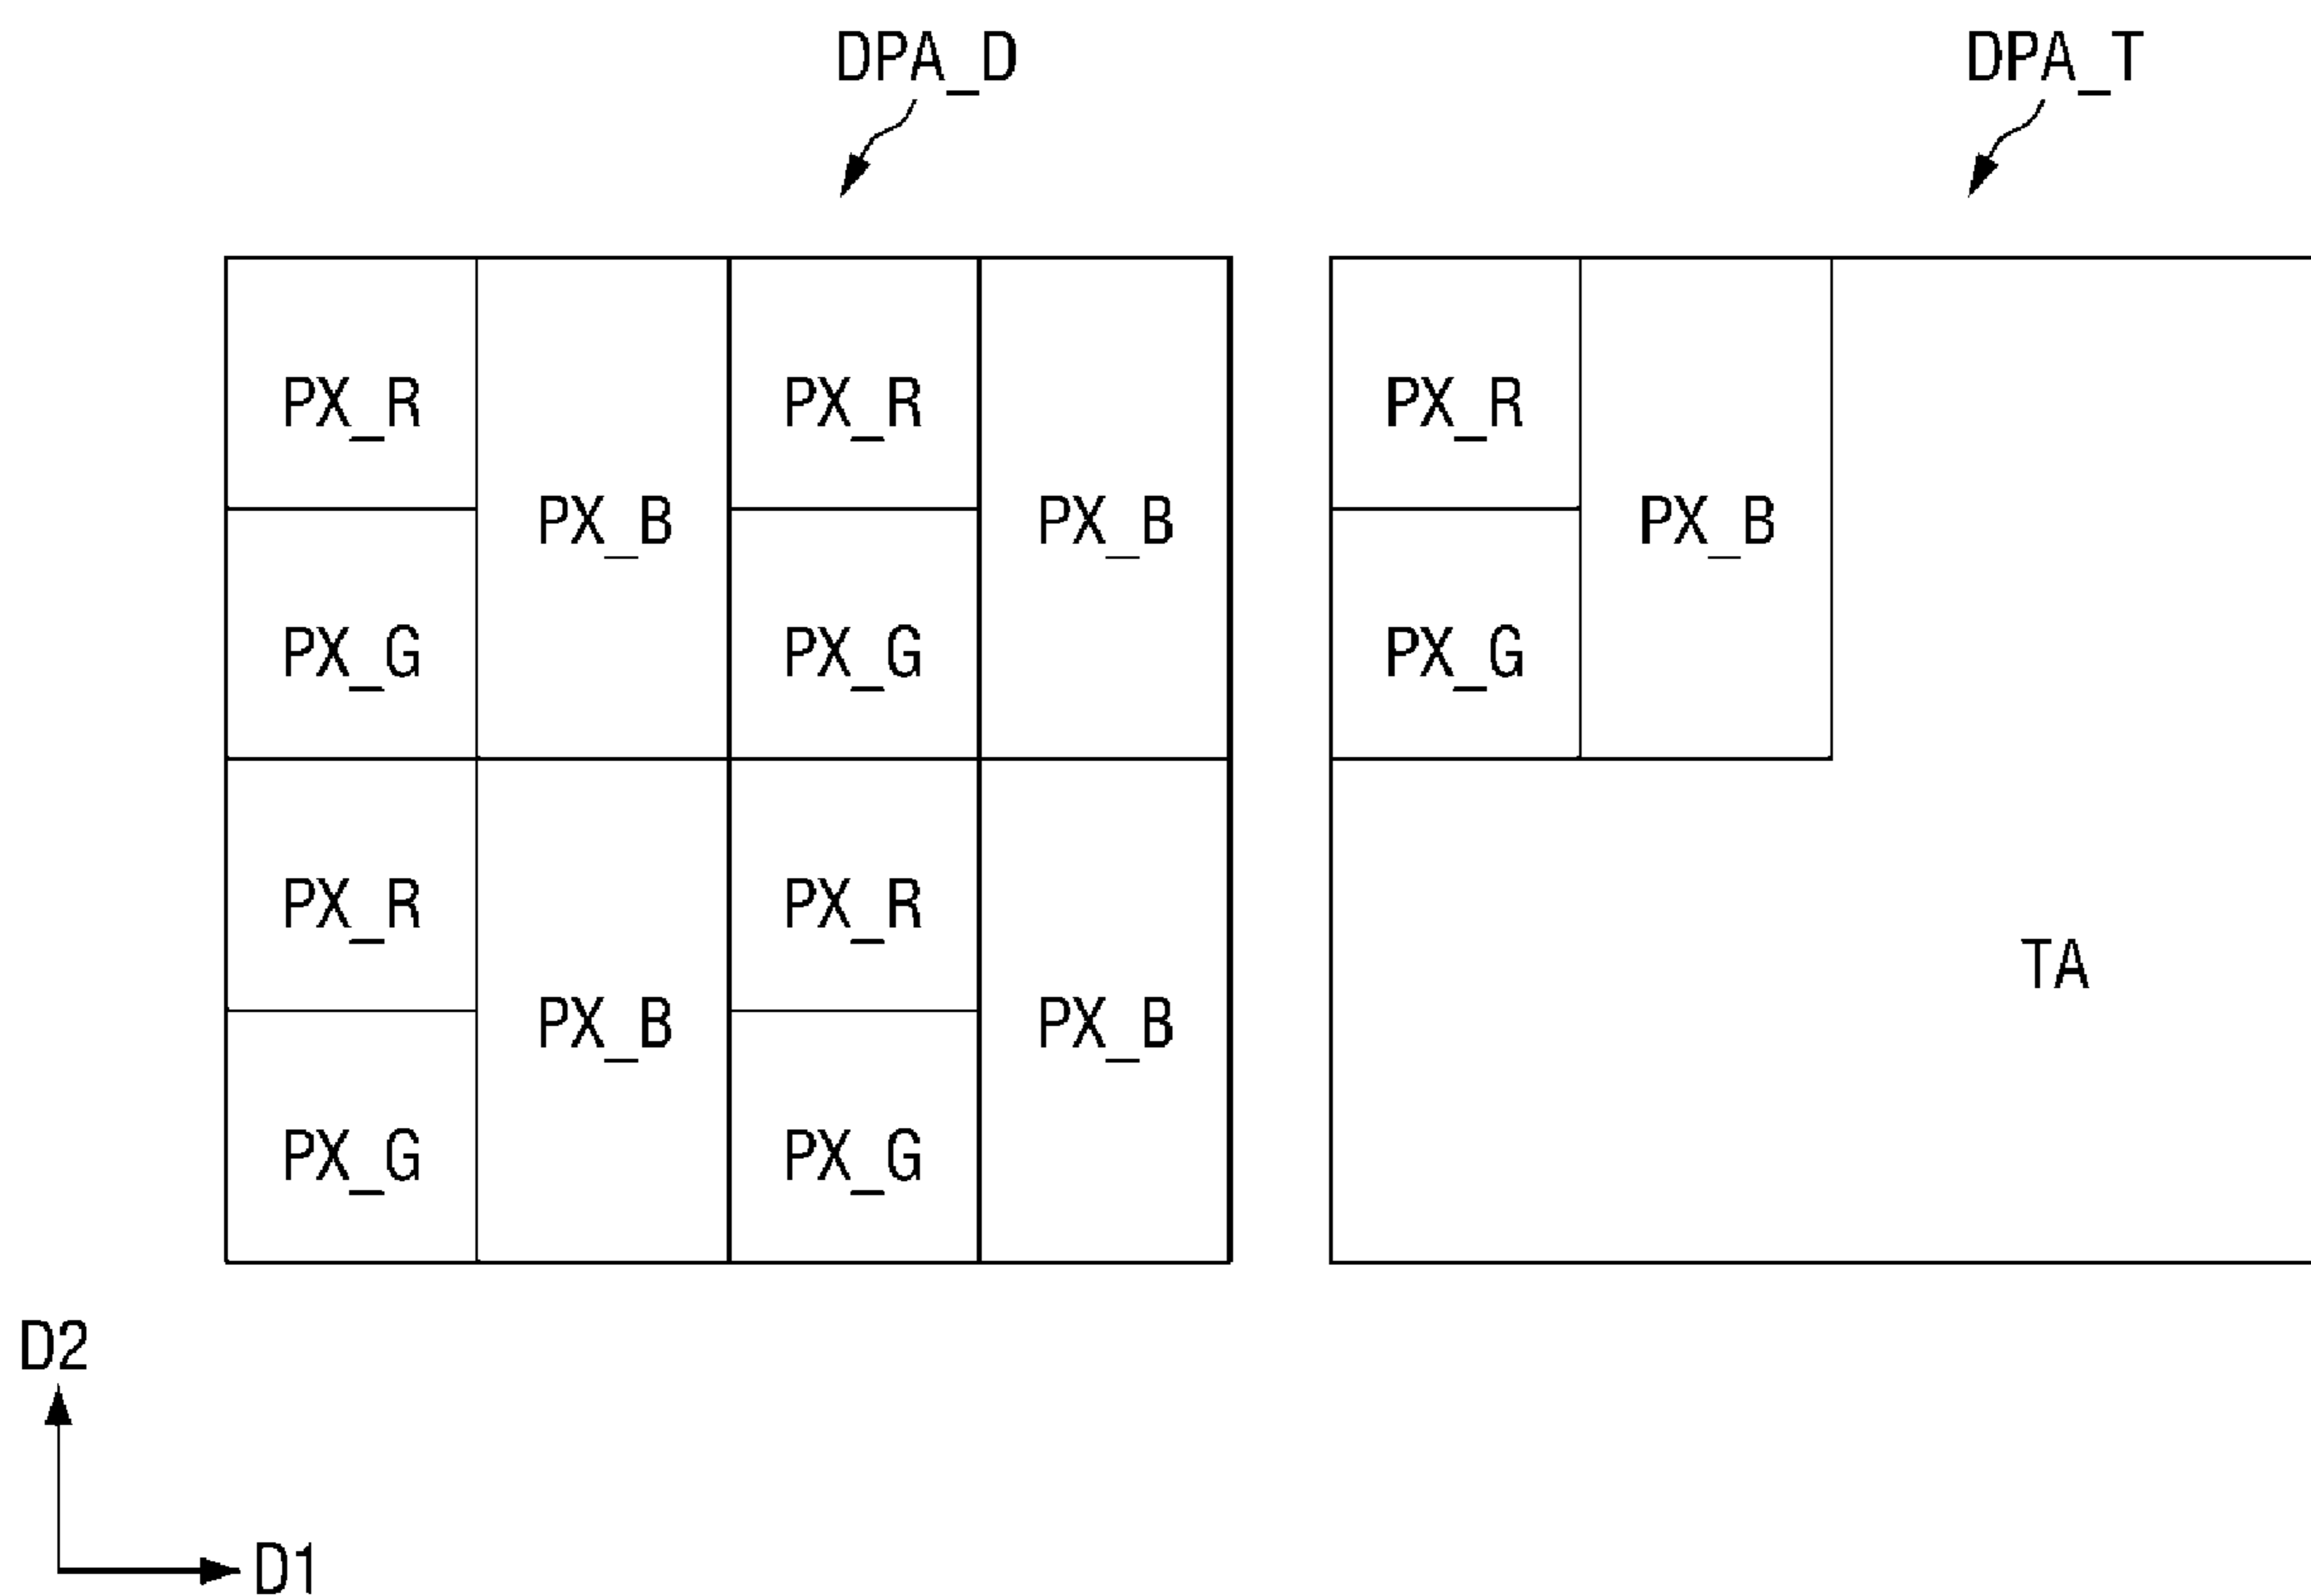 DPA_D DPA_T
PX_R PX_R PX_R
PX_B PX_B PX_B
PX_G PX_G PX_G
PX_R PX_R
TA
PX_B PX_B
PX_G PX_G
D2
D1